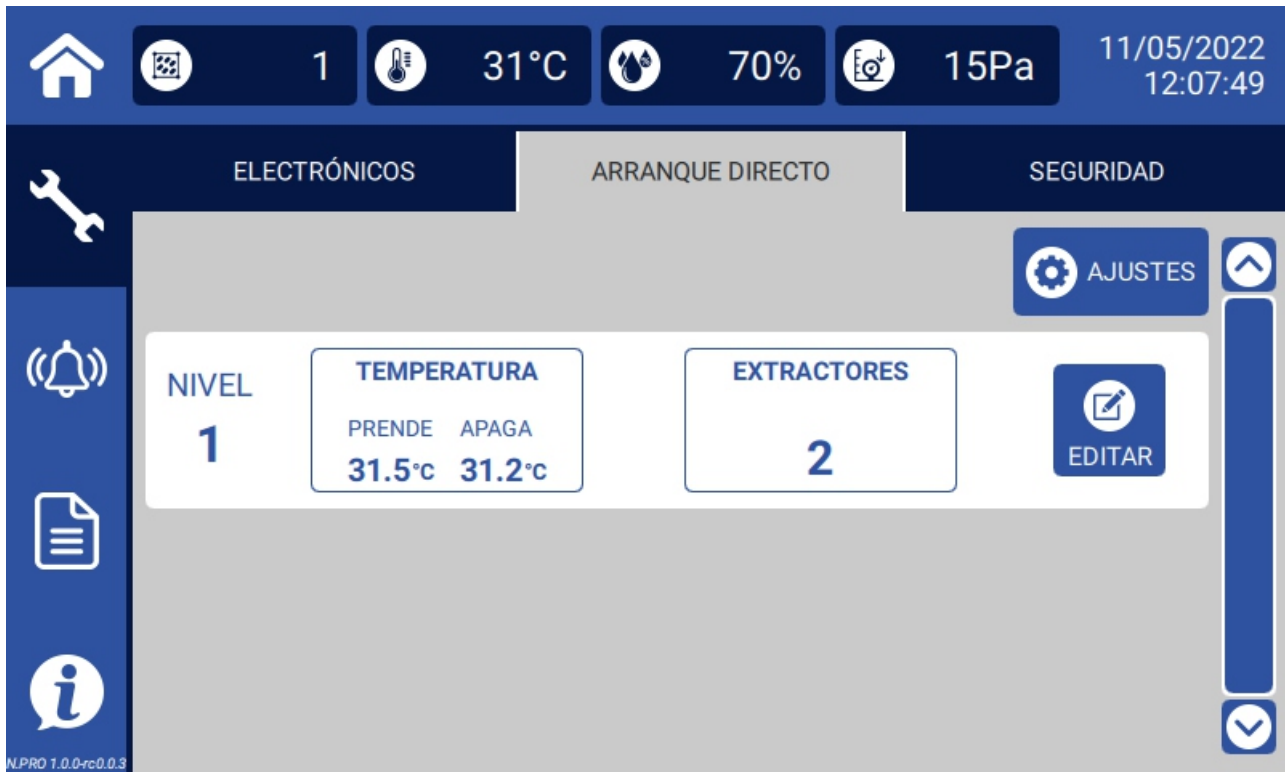 1 31°C 70% 15Pa 11/05/2022
12:07:49
ELECTRÓNICOS ARRANQUE DIRECTO SEGURIDAD
AJUSTES
NIVEL
1
TEMPERATURA
PRENDE APAGA
31.5°C 31.2°C
EXTRACTORES
2
EDITAR
N.PRO 1.0.0-rc0.0.3